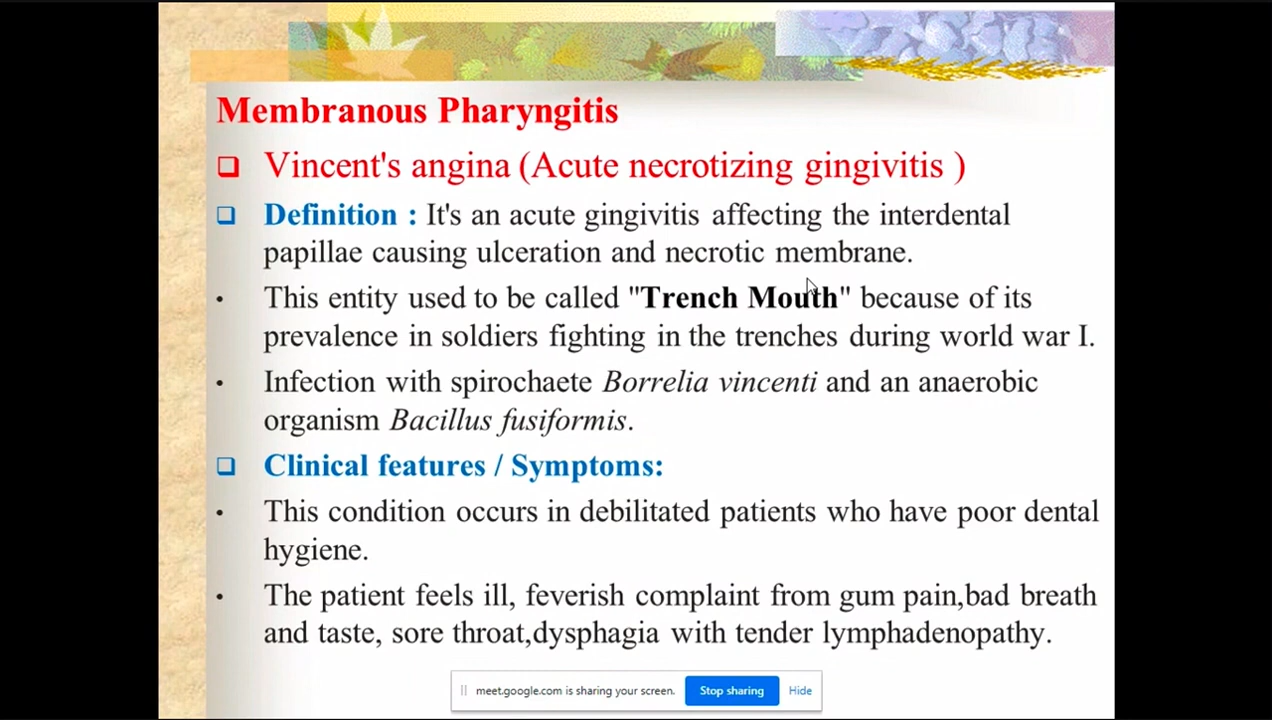 Membranous Pharyngitis
Vincent's angina (Acute necrotizing gingivitis )
Definition : It's an acute gingivitis affecting the interdental
papillae causing ulceration and necrotic membrane.
• This entity used to be called "Trench Mouth" because of its
prevalence in soldiers fighting in the trenches during world war I.
• Infection with spirochaete Borrelia vincenti and an anaerobic
organism Bacillus fusiformis.
Clinical features / Symptoms:
• This condition occurs in debilitated patients who have poor dental
hygiene.
• The patient feels ill, feverish complaint from gum pain,bad breath
and taste, sore throat,dysphagia with tender lymphadenopathy.
meet.google.com is sharing your screen. Stop sharing Hide